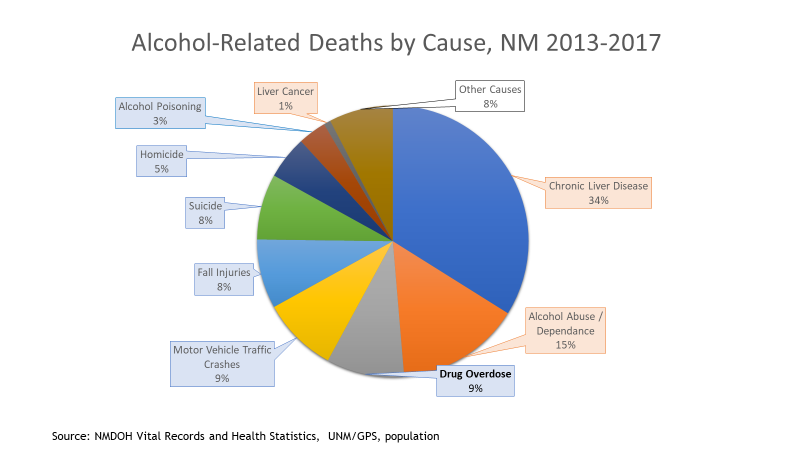 Alcohol-Related Deaths by Cause, NM 2013-2017
Other Causes
8%
Liver Cancer
1%
Alcohol Poisoning
3%
Homicide
5%
Chronic Liver Disease
34%
Suicide
8%
Fall Injuries
8%
Alcohol Abuse /
Dependance
15%
Motor Vehicle Traffic
Crashes
9%
Drug Overdose
9%
Source: NMDOH Vital Records and Health Statistics, UNM/GPS, population